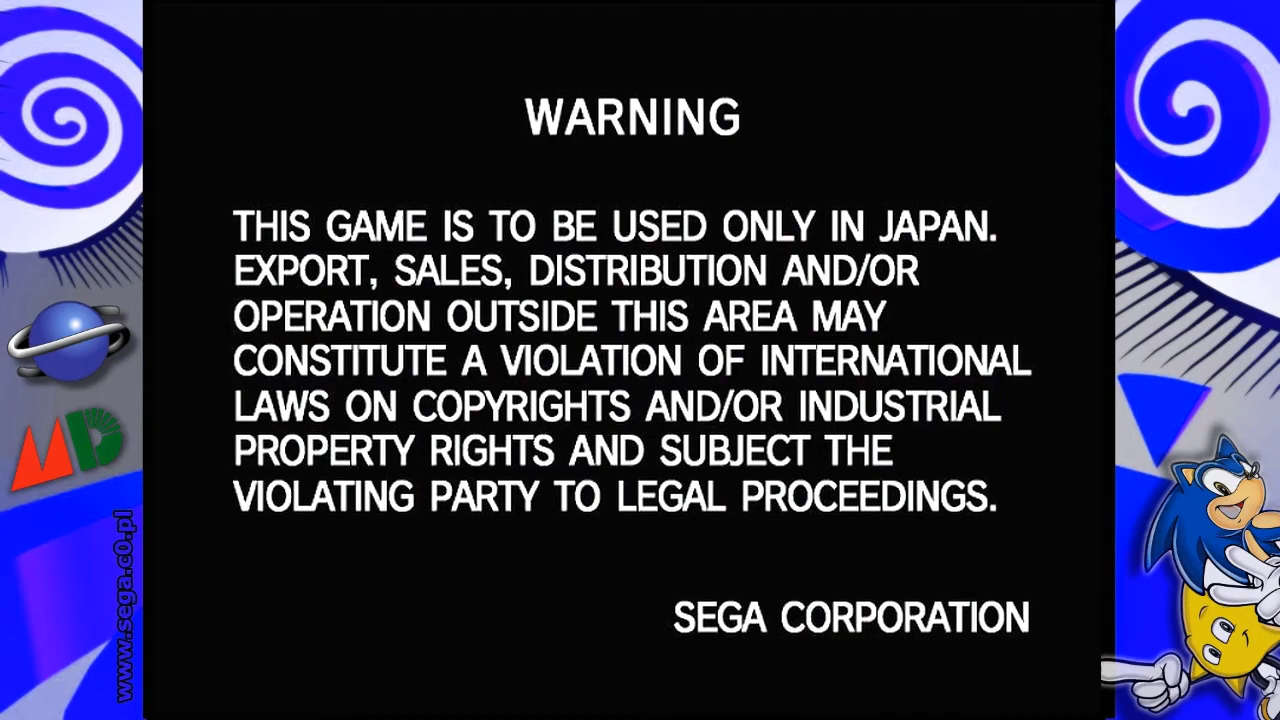 WARNING
THIS GAME IS TO BE USED ONLY IN JAPAN.
EXPORT, SALES, DISTRIBUTION AND/OR
OPERATION OUTSIDE THIS AREA MAY
CONSTITUTE A VIOLATION OF INTERNATIONAL
LAWS ON COPYRIGHTS AND/OR INDUSTRIAL
PROPERTY RIGHTS AND SUBJECT THE
VIOLATING PARTY TO LEGAL PROCEEDINGS.
SEGA CORPORATION
MD
www.sega.c0.pl